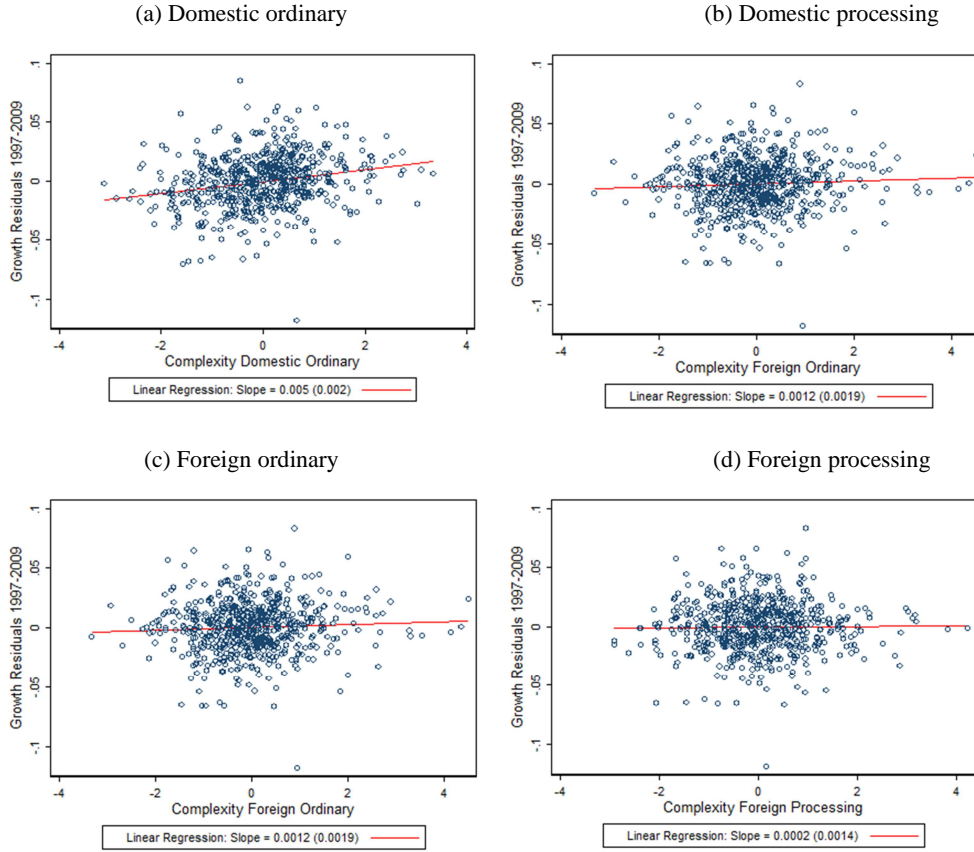 (a) Domestic ordinary
(b) Domestic processing
Growth Residuals 1997-2009
.1
.05
0
-.05
-.1
-4
-2
0
2
4
Complexity Domestic Ordinary
Linear Regression: Slope = 0.005 (0.002)
Growth Residuals 1997-2009
.1
.05
0
-.05
-.1
-4
-2
0
2
4
Complexity Foreign Ordinary
Linear Regression: Slope = 0.0012 (0.0019)
(c) Foreign ordinary
(d) Foreign processing
Growth Residuals 1997-2009
.1
.05
0
-.05
-.1
-4
-2
0
2
4
Complexity Foreign Ordinary
Linear Regression: Slope = 0.0012 (0.0019)
Growth Residuals 1997-2009
.1
.05
0
-.05
-.1
-4
-2
0
2
4
Complexity Foreign Processing
Linear Regression: Slope = 0.0002 (0.0014)